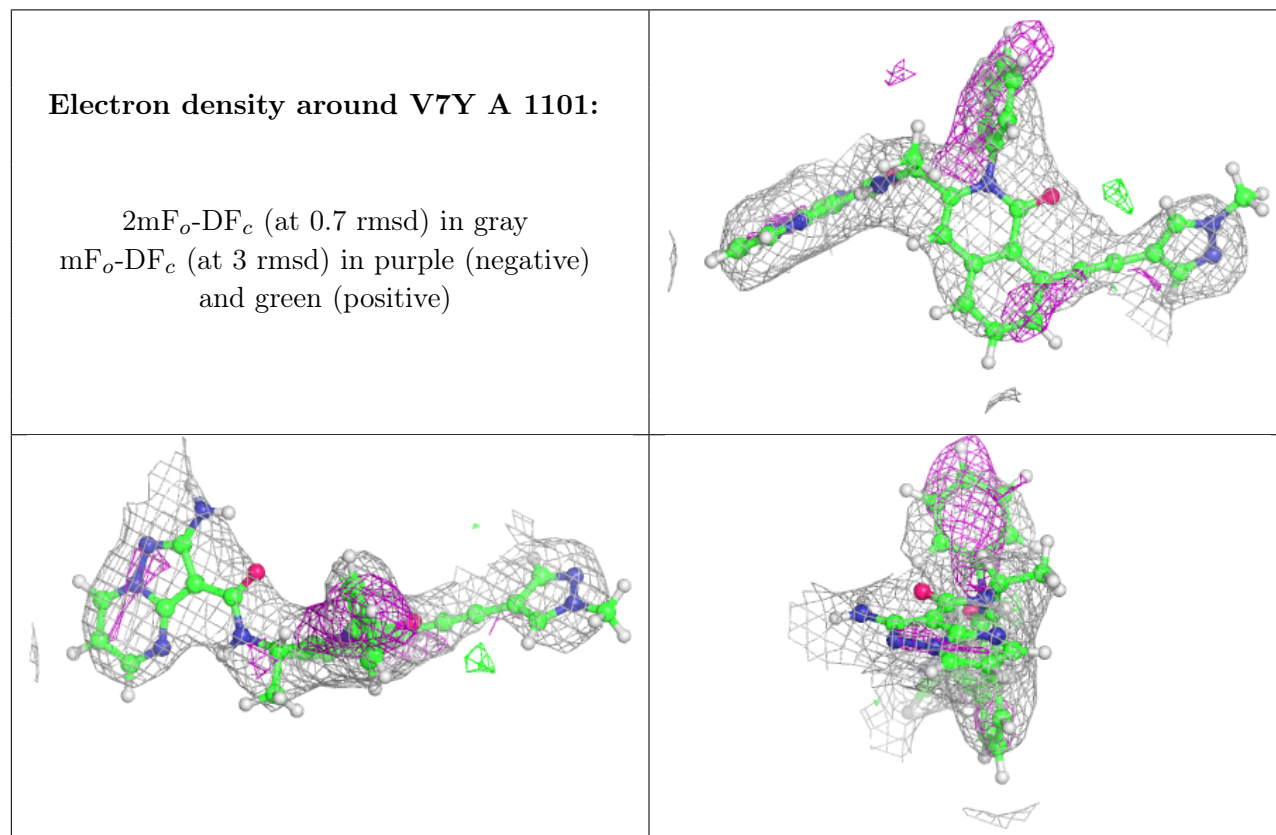 Electron density around V7Y A 1101:
2mFₒ-DF𝒸 (at 0.7 rmsd) in gray
mFₒ-DF𝒸 (at 3 rmsd) in purple (negative)
and green (positive)